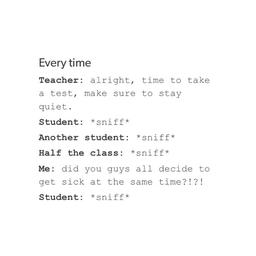 Every time
Teacher: alright, time to take
a test, make sure to stay
quiet.
Student: *sniff*
Another student: *sniff*
Half the class: *sniff*
Me: did you guys all decide to
get sick at the same time?!?!
Student: *sniff*